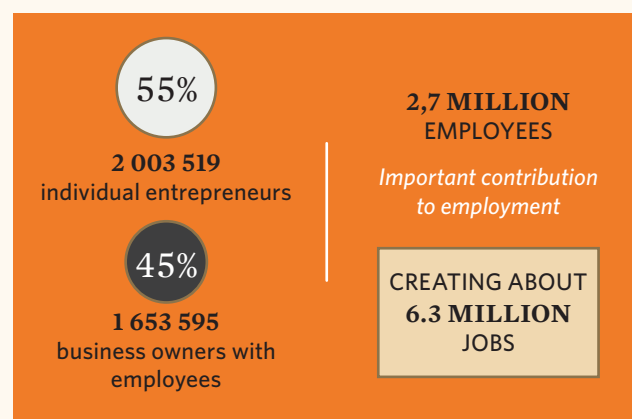 55%
2 003 519
individual entrepreneurs
45%
1 653 595
business owners with
employees
2,7 MILLION
EMPLOYEES
Important contribution
to employment
CREATING ABOUT
6.3 MILLION
JOBS